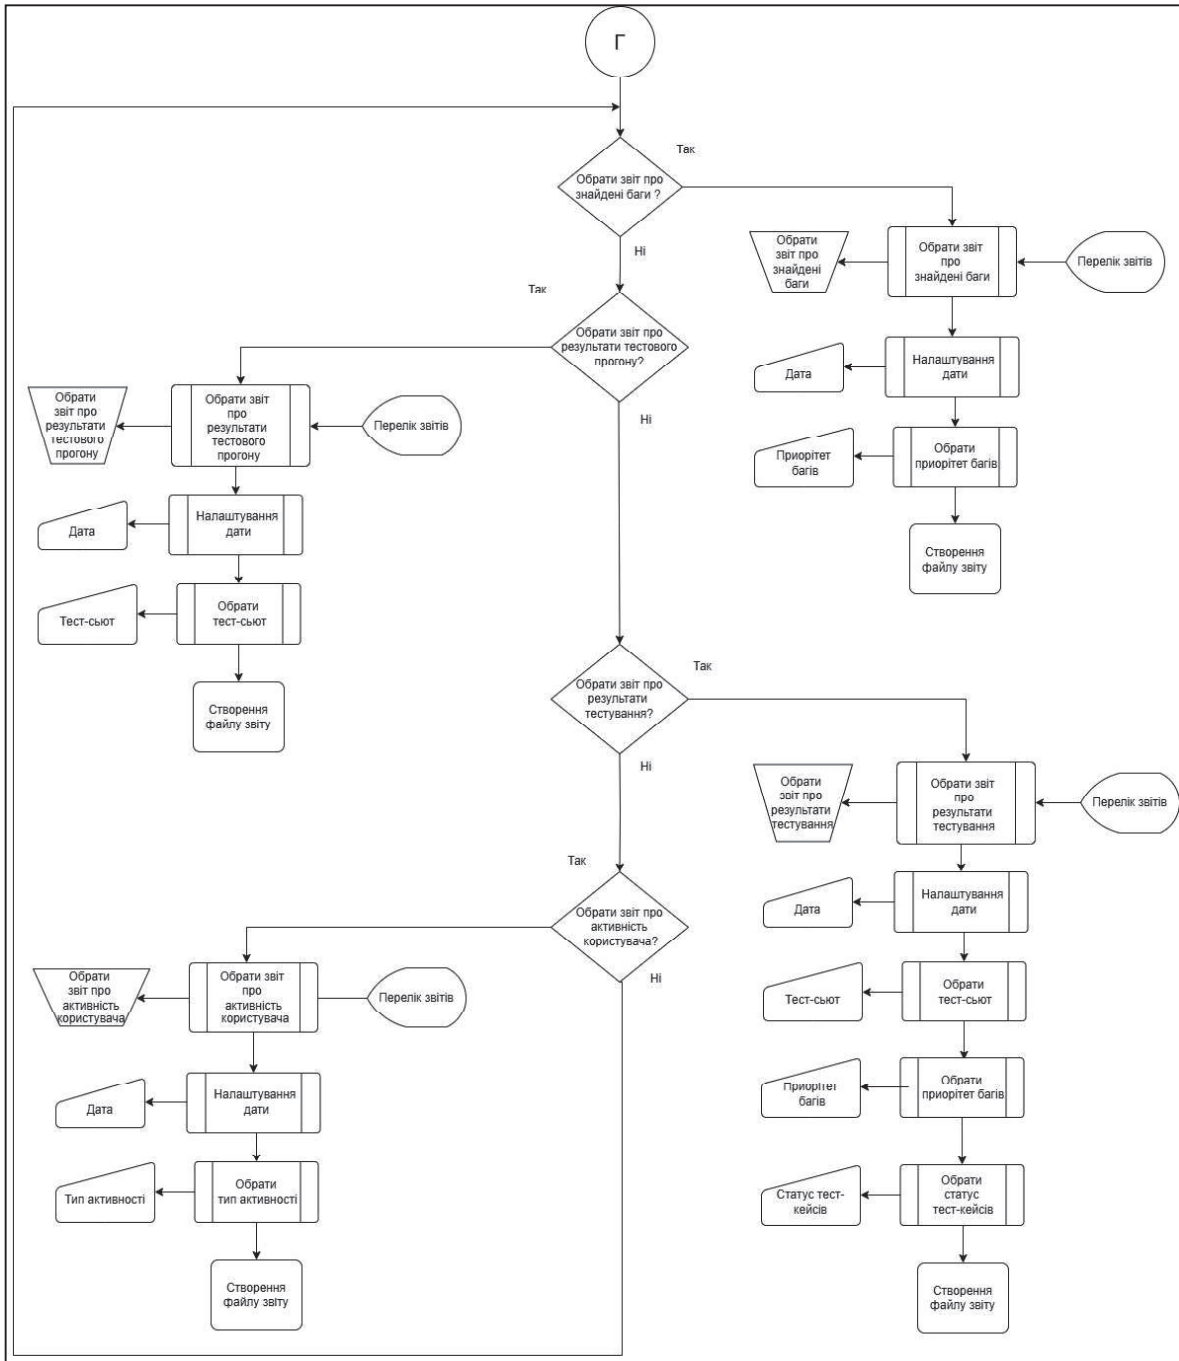 Г
Так
Обрати звіт про
знайдені баги ?
Ні
Обрати
звіт про
знайдені
баги
Обрати звіт
про
знайдені баги
Перелік звітів
Так
Обрати звіт про
результати тестового
прогону?
Ні
Дата
Налаштування
дати
Приорітет
багів
Обрати
приорітет багів
Створення
файлу звіту
Обрати
звіт про
результати
тестового
прогону
Обрати звіт
про
результати
тестового
прогону
Перелік звітів
Дата
Налаштування
дати
Тест-сьют
Обрати
тест-сьют
Створення
файлу звіту
Так
Обрати звіт про
результати
тестування?
Ні
Обрати
звіт про
результати
тестування
Обрати звіт
про
результати
тестування
Перелік звітів
Дата
Налаштування
дати
Тест-сьют
Обрати
тест-сьют
Приорітет
багів
Обрати
приорітет багів
Статус тест-
кейсів
Обрати
статус
тест-кейсів
Створення
файлу звіту
Так
Обрати звіт про
активність
користувача?
Ні
Обрати
звіт про
активність
користувача
Обрати звіт
про
активність
користувача
Перелік звітів
Дата
Налаштування
дати
Тип активності
Обрати
тип активності
Створення
файлу звіту